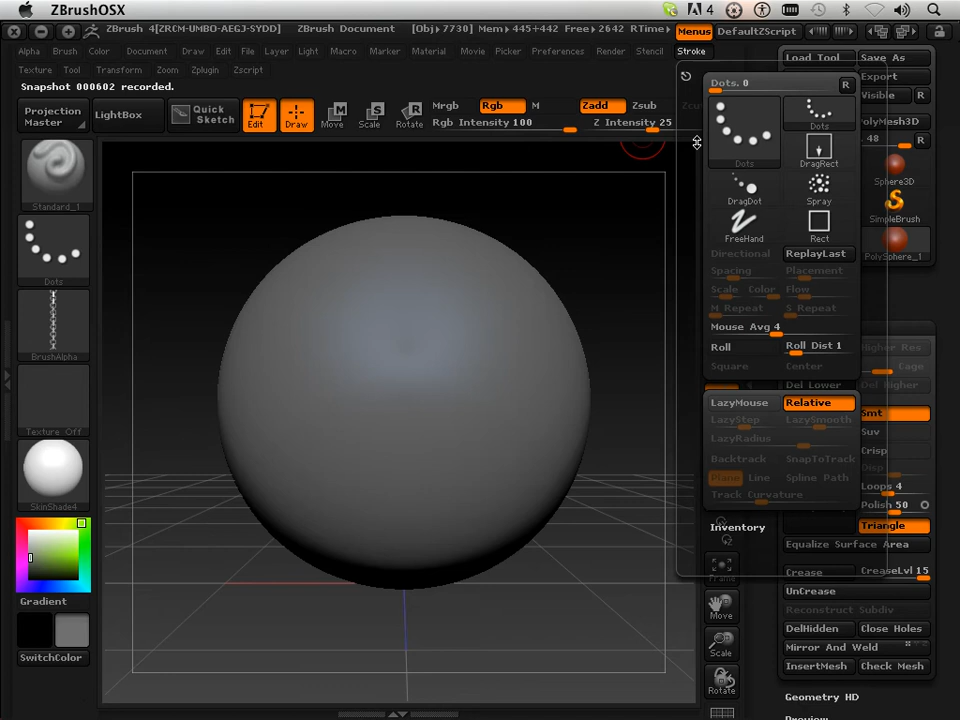 ZBrushOSX
4
ZBrush 4[ZRCM-UMBO-AEGJ-SYDD] ZBrush Document [Obj] 7730] Mem]445+442 Free]2642 RTime] Menus DefaultZScript
Alpha Brush Color Document Draw Edit File Layer Light Macro Marker Material Movie Picker Preferences Render Stencil Stroke
Texture Tool Transform Zoom Zplugin Zscript
Snapshot 000602 recorded.
Load Tool Save As
Export
Visible R
PolyMesh3D
48 R
Sphere3D
SimpleBrush
PolySphere_1
Projection Master
LightBox
Quick Sketch
Edit Draw Move Scale Rotate
Mrgb Rgb M Zadd Zsub
Rgb Intensity 100 Z Intensity 25
Standard_1
Dots
BrushAlpha
Texture Off
SkinShade4
Gradient
SwitchColor
Dots. 0 R
Dots Dots
DragRect
DragDot Spray
FreeHand Rect
Directional ReplayLast
Spacing Placement
Scale Color Flow
M Repeat S Repeat
Mouse Avg 4
Roll Roll Dist 1
Square Center
Del Lower Del Higher
LazyMouse Relative
LazyStep LazySmooth
LazyRadius
Backtrack SnapToTrack
Plane Line Spline Path
Track Curvature
Inventory
Frame
Move
Scale
Rotate
Higher Res
Cage
Smt
Suv
Crisp
Disp
Loops 4
Polish 50
Triangle
Equalize Surface Area
Crease CreaseLvl 15
UnCrease
Reconstruct Subdiv
DelHidden Close Holes
Mirror And Weld
InsertMesh Check Mesh
Geometry HD
Preview